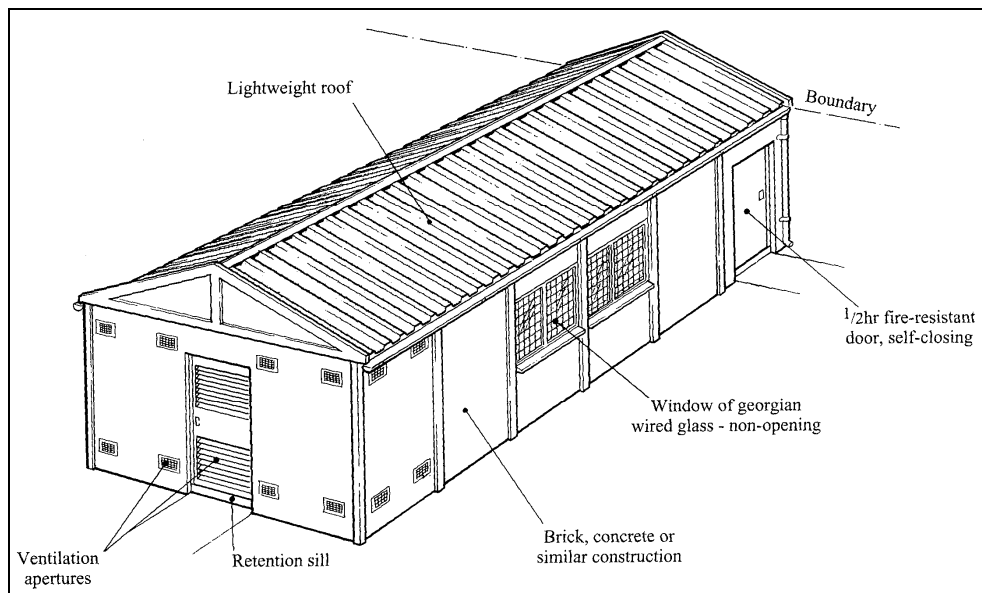 Lightweight roof
Boundary
1/2hr fire-resistant
door, self-closing
Window of georgian
wired glass - non-opening
Brick, concrete or
similar construction
Retention sill
Ventilation
apertures